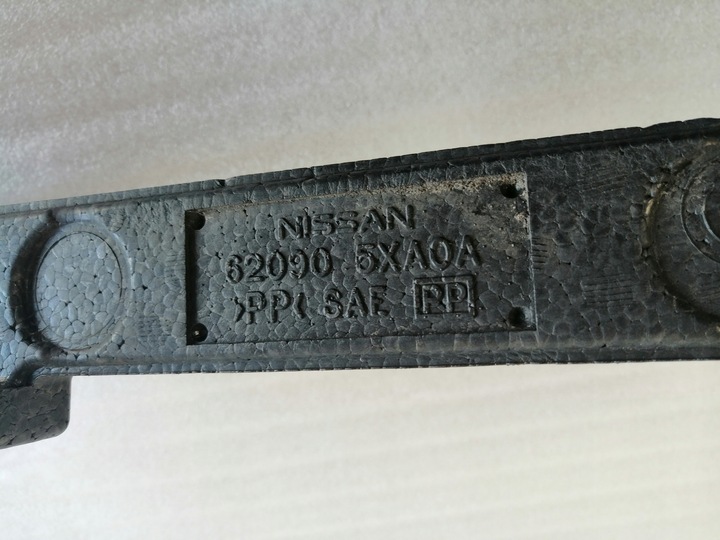 NISSAN
62090 5XA0A
>PP< SAE RP